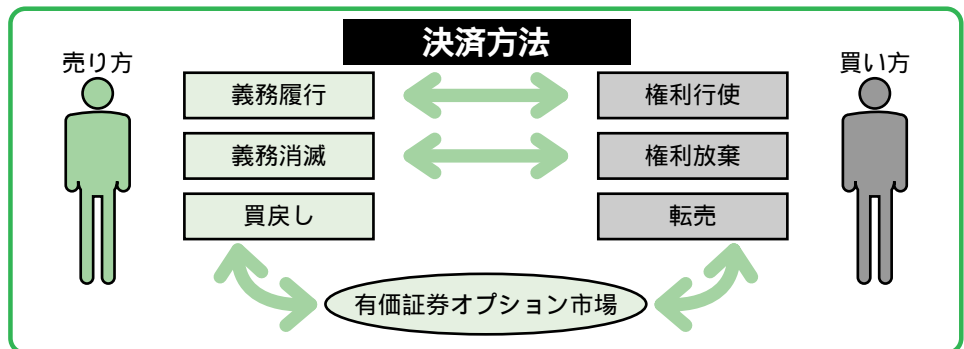 決済方法
売り方
買い方
義務履行
権利行使
義務消滅
権利放棄
買戻し
転売
有価証券オプション市場